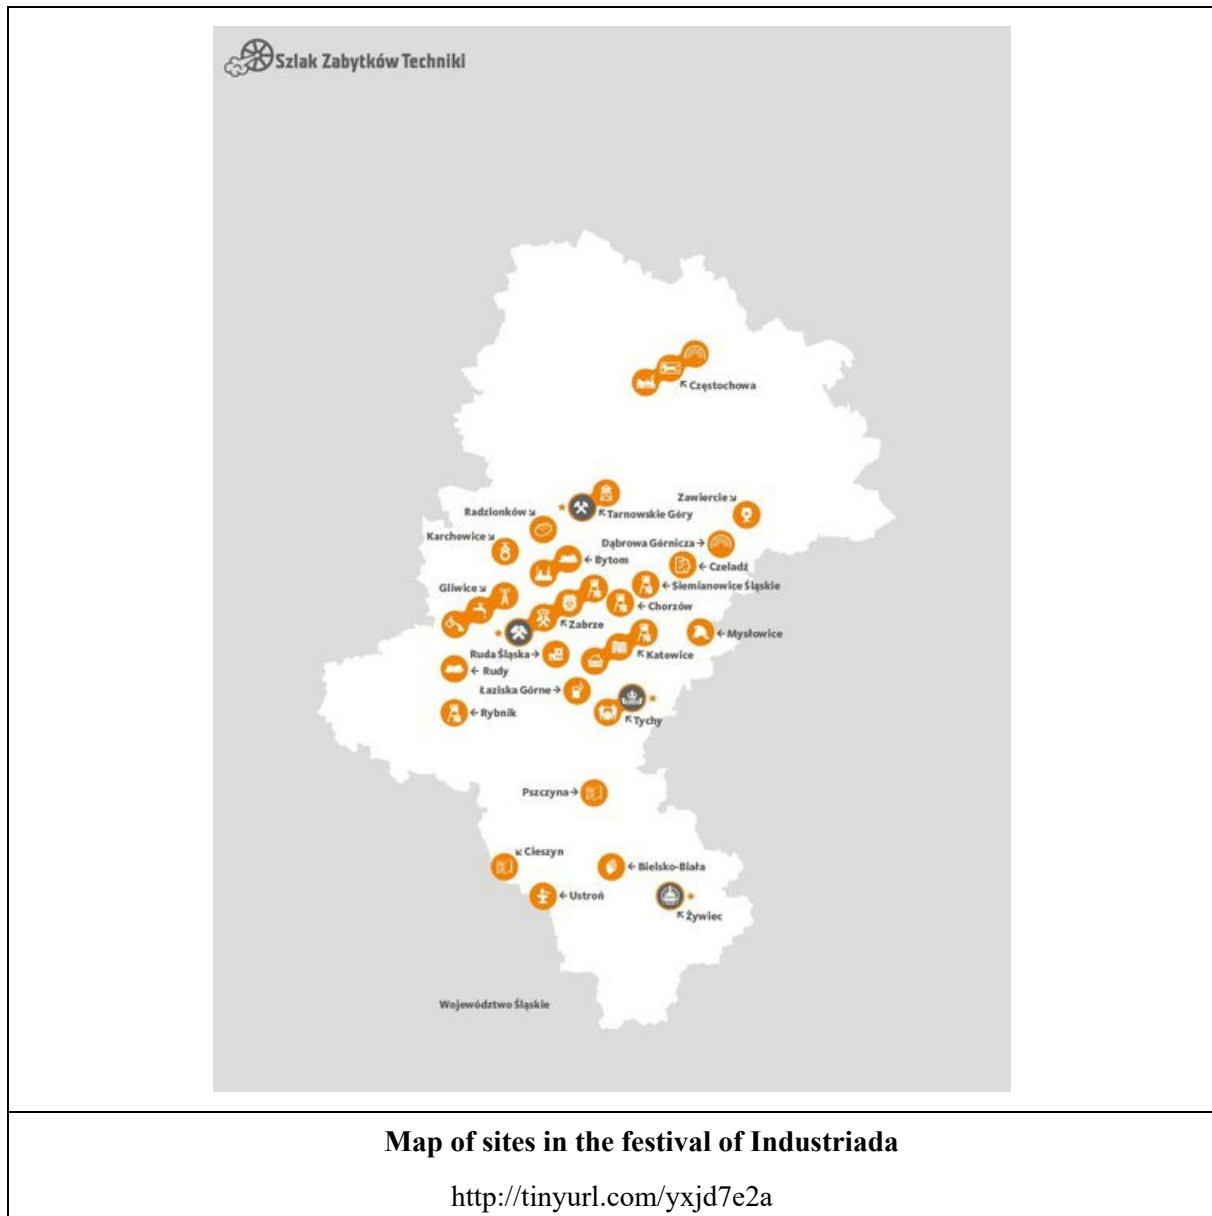 Szlak Zabytków Techniki
Częstochowa
Zawiercie
Radzionków
Tarnowskie Góry
Karchowice
Dąbrowa Górnicza
Bytom
Czeladź
Gliwice
Siemianowice Śląskie
Chorzów
Zabrze
Mysłowice
Ruda Śląska
Katowice
Rudy
Łaziska Górne
Rybnik
Tychy
Pszczyna
Cieszyn
Bielsko-Biała
Ustroń
Żywiec
Województwo Śląskie
Map of sites in the festival of Industriada
http://tinyurl.com/yxjd7e2a